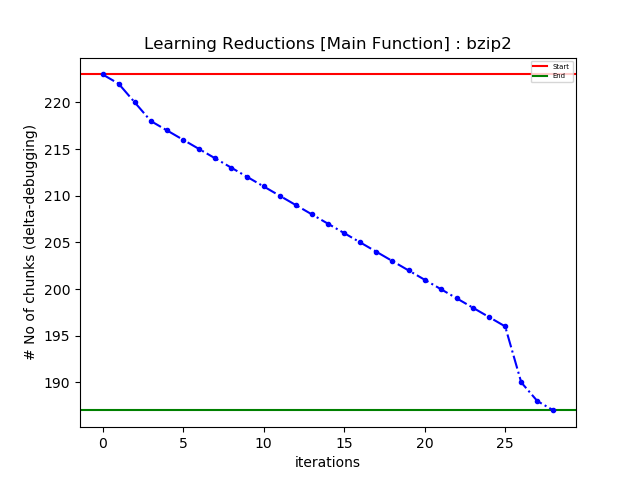 Learning Reductions [Main Function] : bzip2
Start
End
# No of chunks (delta-debugging)
220
215
210
205
200
195
190
0 5 10 15 20 25
iterations